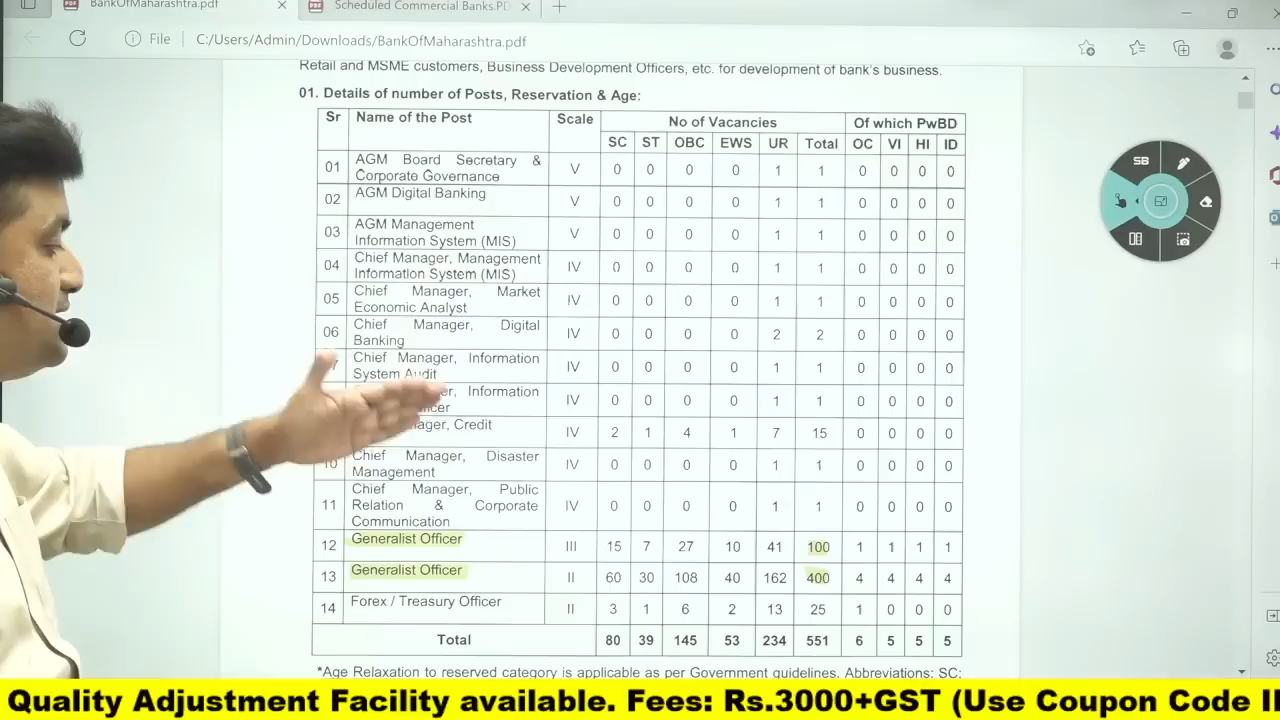 BankOfMaharashtra.pdf
Scheduled Commercial Banks.PD
File C:/Users/Admin/Downloads/BankOfMaharashtra.pdf
Retail and MSME customers, Business Development Officers, etc. for development of bank's business.
01. Details of number of Posts, Reservation & Age:
Sr Name of the Post Scale No of Vacancies Of which PwBD
SC ST OBC EWS UR Total OC VI HI ID
01 AGM Board Secretary & Corporate Governance V 0 0 0 0 1 1 0 0 0 0
02 AGM Digital Banking V 0 0 0 0 1 1 0 0 0 0
03 AGM Management Information System (MIS) V 0 0 0 0 1 1 0 0 0 0
04 Chief Manager, Management Information System (MIS) IV 0 0 0 0 1 1 0 0 0 0
05 Chief Manager, Market Economic Analyst IV 0 0 0 0 1 1 0 0 0 0
06 Chief Manager, Digital Banking IV 0 0 0 0 2 2 0 0 0 0
Chief Manager, Information System Audit IV 0 0 0 0 1 1 0 0 0 0
Information IV 0 0 0 0 1 1 0 0 0 0
Credit IV 2 1 4 1 7 15 0 0 0 0
10 Chief Manager, Disaster Management IV 0 0 0 0 1 1 0 0 0 0
11 Chief Manager, Public Relation & Corporate Communication IV 0 0 0 0 1 1 0 0 0 0
12 Generalist Officer III 15 7 27 10 41 100 1 1 1 1
13 Generalist Officer II 60 30 108 40 162 400 4 4 4 4
14 Forex / Treasury Officer II 3 1 6 2 13 25 1 0 0 0
Total 80 39 145 53 234 551 6 5 5 5
*Age Relaxation to reserved category is applicable as per Government guidelines. Abbreviations: SC:
SB
Quality Adjustment Facility available. Fees: Rs.3000+GST (Use Coupon Code